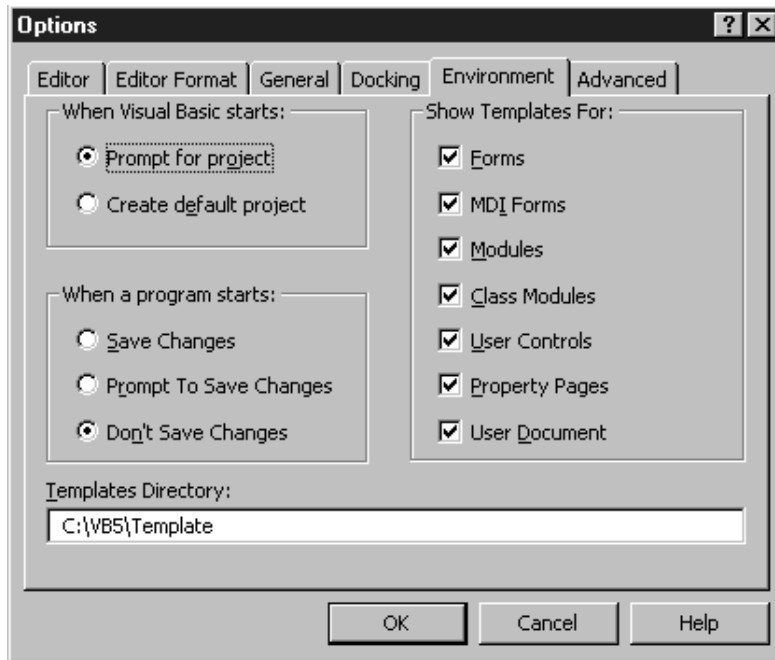 Options
Editor Editor Format General Docking Environment Advanced
When Visual Basic starts:
Prompt for project
Create default project
When a program starts:
Save Changes
Prompt To Save Changes
Don't Save Changes
Show Templates For:
Forms
MDI Forms
Modules
Class Modules
User Controls
Property Pages
User Document
Templates Directory:
C:\VB5\Template
OK Cancel Help